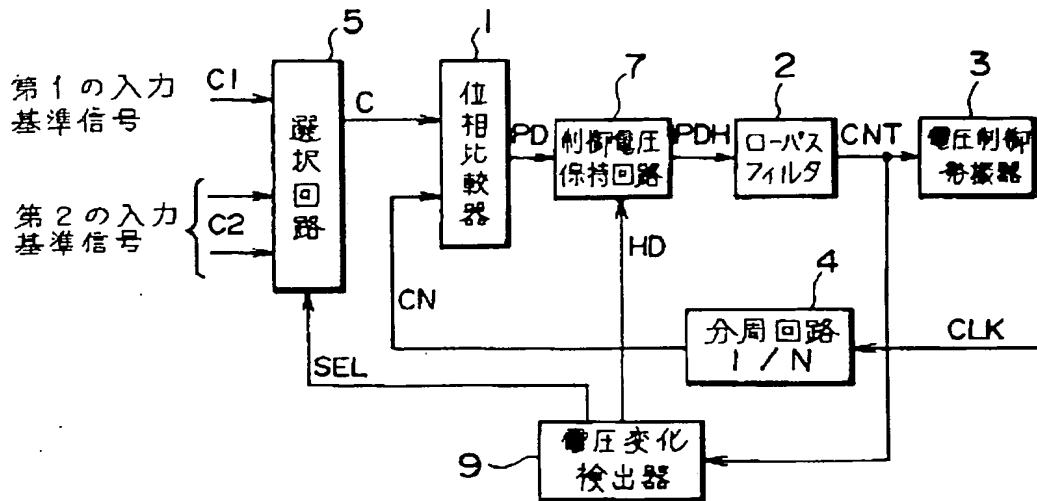 5
1
7
2
3
第1の入力
基準信号
C1
選択回路
C
位相比較器
PD
制御電圧
保持回路
PDH
ローパス
フィルタ
CNT
電圧制御
発振器
第2の入力
基準信号
C2
HD
CN
4
分周回路
1/N
CLK
SEL
9
電圧変化
検出器